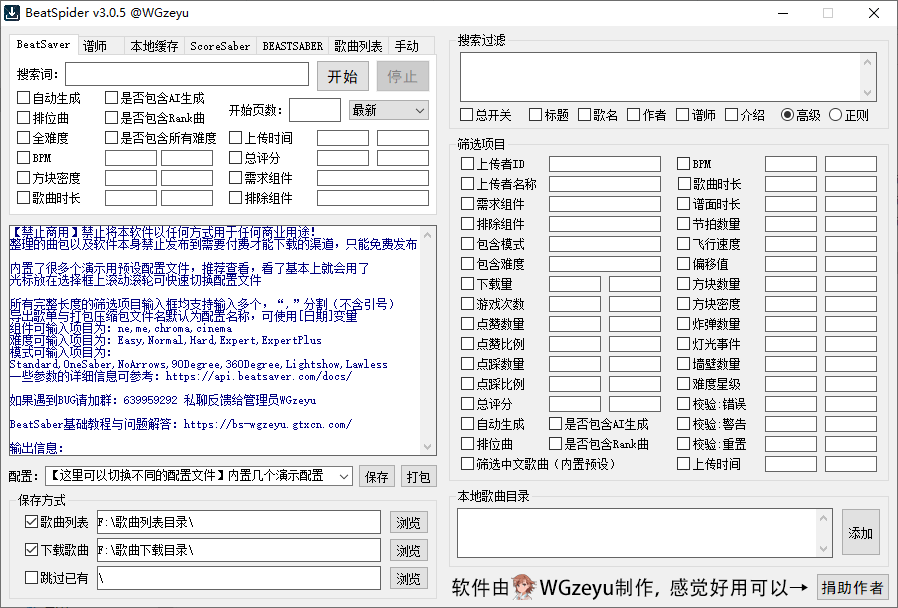 BeatSpider v3.0.5 @WGzeyu
BeatSaver 谱师 本地缓存 ScoreSaber BEASTSABER 歌曲列表 手动
搜索词: 开始 停止
自动生成 是否包含AI生成
排位曲 是否包含Rank曲 开始页数: 最新
全难度 是否包含所有难度 上传时间
BPM 总评分
方块密度 需求组件
歌曲时长 排除组件
【禁止商用】禁止将本软件以任何方式用于任何商业用途!
整理的曲包以及软件本身禁止发布到需要付费才能下载的渠道，只能免费发布
内置了很多个演示用预设配置文件，推荐查看，看了基本上就会用了
光标放在选择框上滚动滚轮可快速切换配置文件
所有完整长度的筛选项目输入框均支持输入多个，“,”分割（不含引号）
导出歌单与打包压缩包文件名默认为配置名称，可使用[日期]变量
组件可输入项目为: ne,me,chroma,cinema
难度可输入项目为: Easy,Normal,Hard,Expert,ExpertPlus
模式可输入项目为:
Standard,OneSaber,NoArrows,90Degree,360Degree,Lightshow,Lawless
一些参数的详细信息可参考: https://api.beatsaver.com/docs/
如果遇到BUG请加群: 639959292 私聊反馈给管理员WGzeyu
BeatSaber基础教程与问题解答: https://bs-wgzeyu.gtxcn.com/
输出信息:
配置: 【这里可以切换不同的配置文件】内置几个演示配置 保存 打包
保存方式
歌曲列表 F:\歌曲列表目录\ 浏览
下载歌曲 F:\歌曲下载目录\ 浏览
跳过已有 \ 浏览
搜索过滤
总开关 标题 歌名 作者 谱师 介绍 高级 正则
筛选项目
上传者ID BPM
上传者名称 歌曲时长
需求组件 谱面时长
排除组件 节拍数量
包含模式 飞行速度
包含难度 偏移值
下载量 方块数量
游戏次数 方块密度
点赞数量 炸弹数量
点赞比例 灯光事件
点踩数量 墙壁数量
点踩比例 难度星级
总评分 校验:错误
自动生成 是否包含AI生成 校验:警告
排位曲 是否包含Rank曲 校验:重置
筛选中文歌曲（内置预设） 上传时间
本地歌曲目录
添加
软件由WGzeyu制作, 感觉好用可以→ 捐助作者